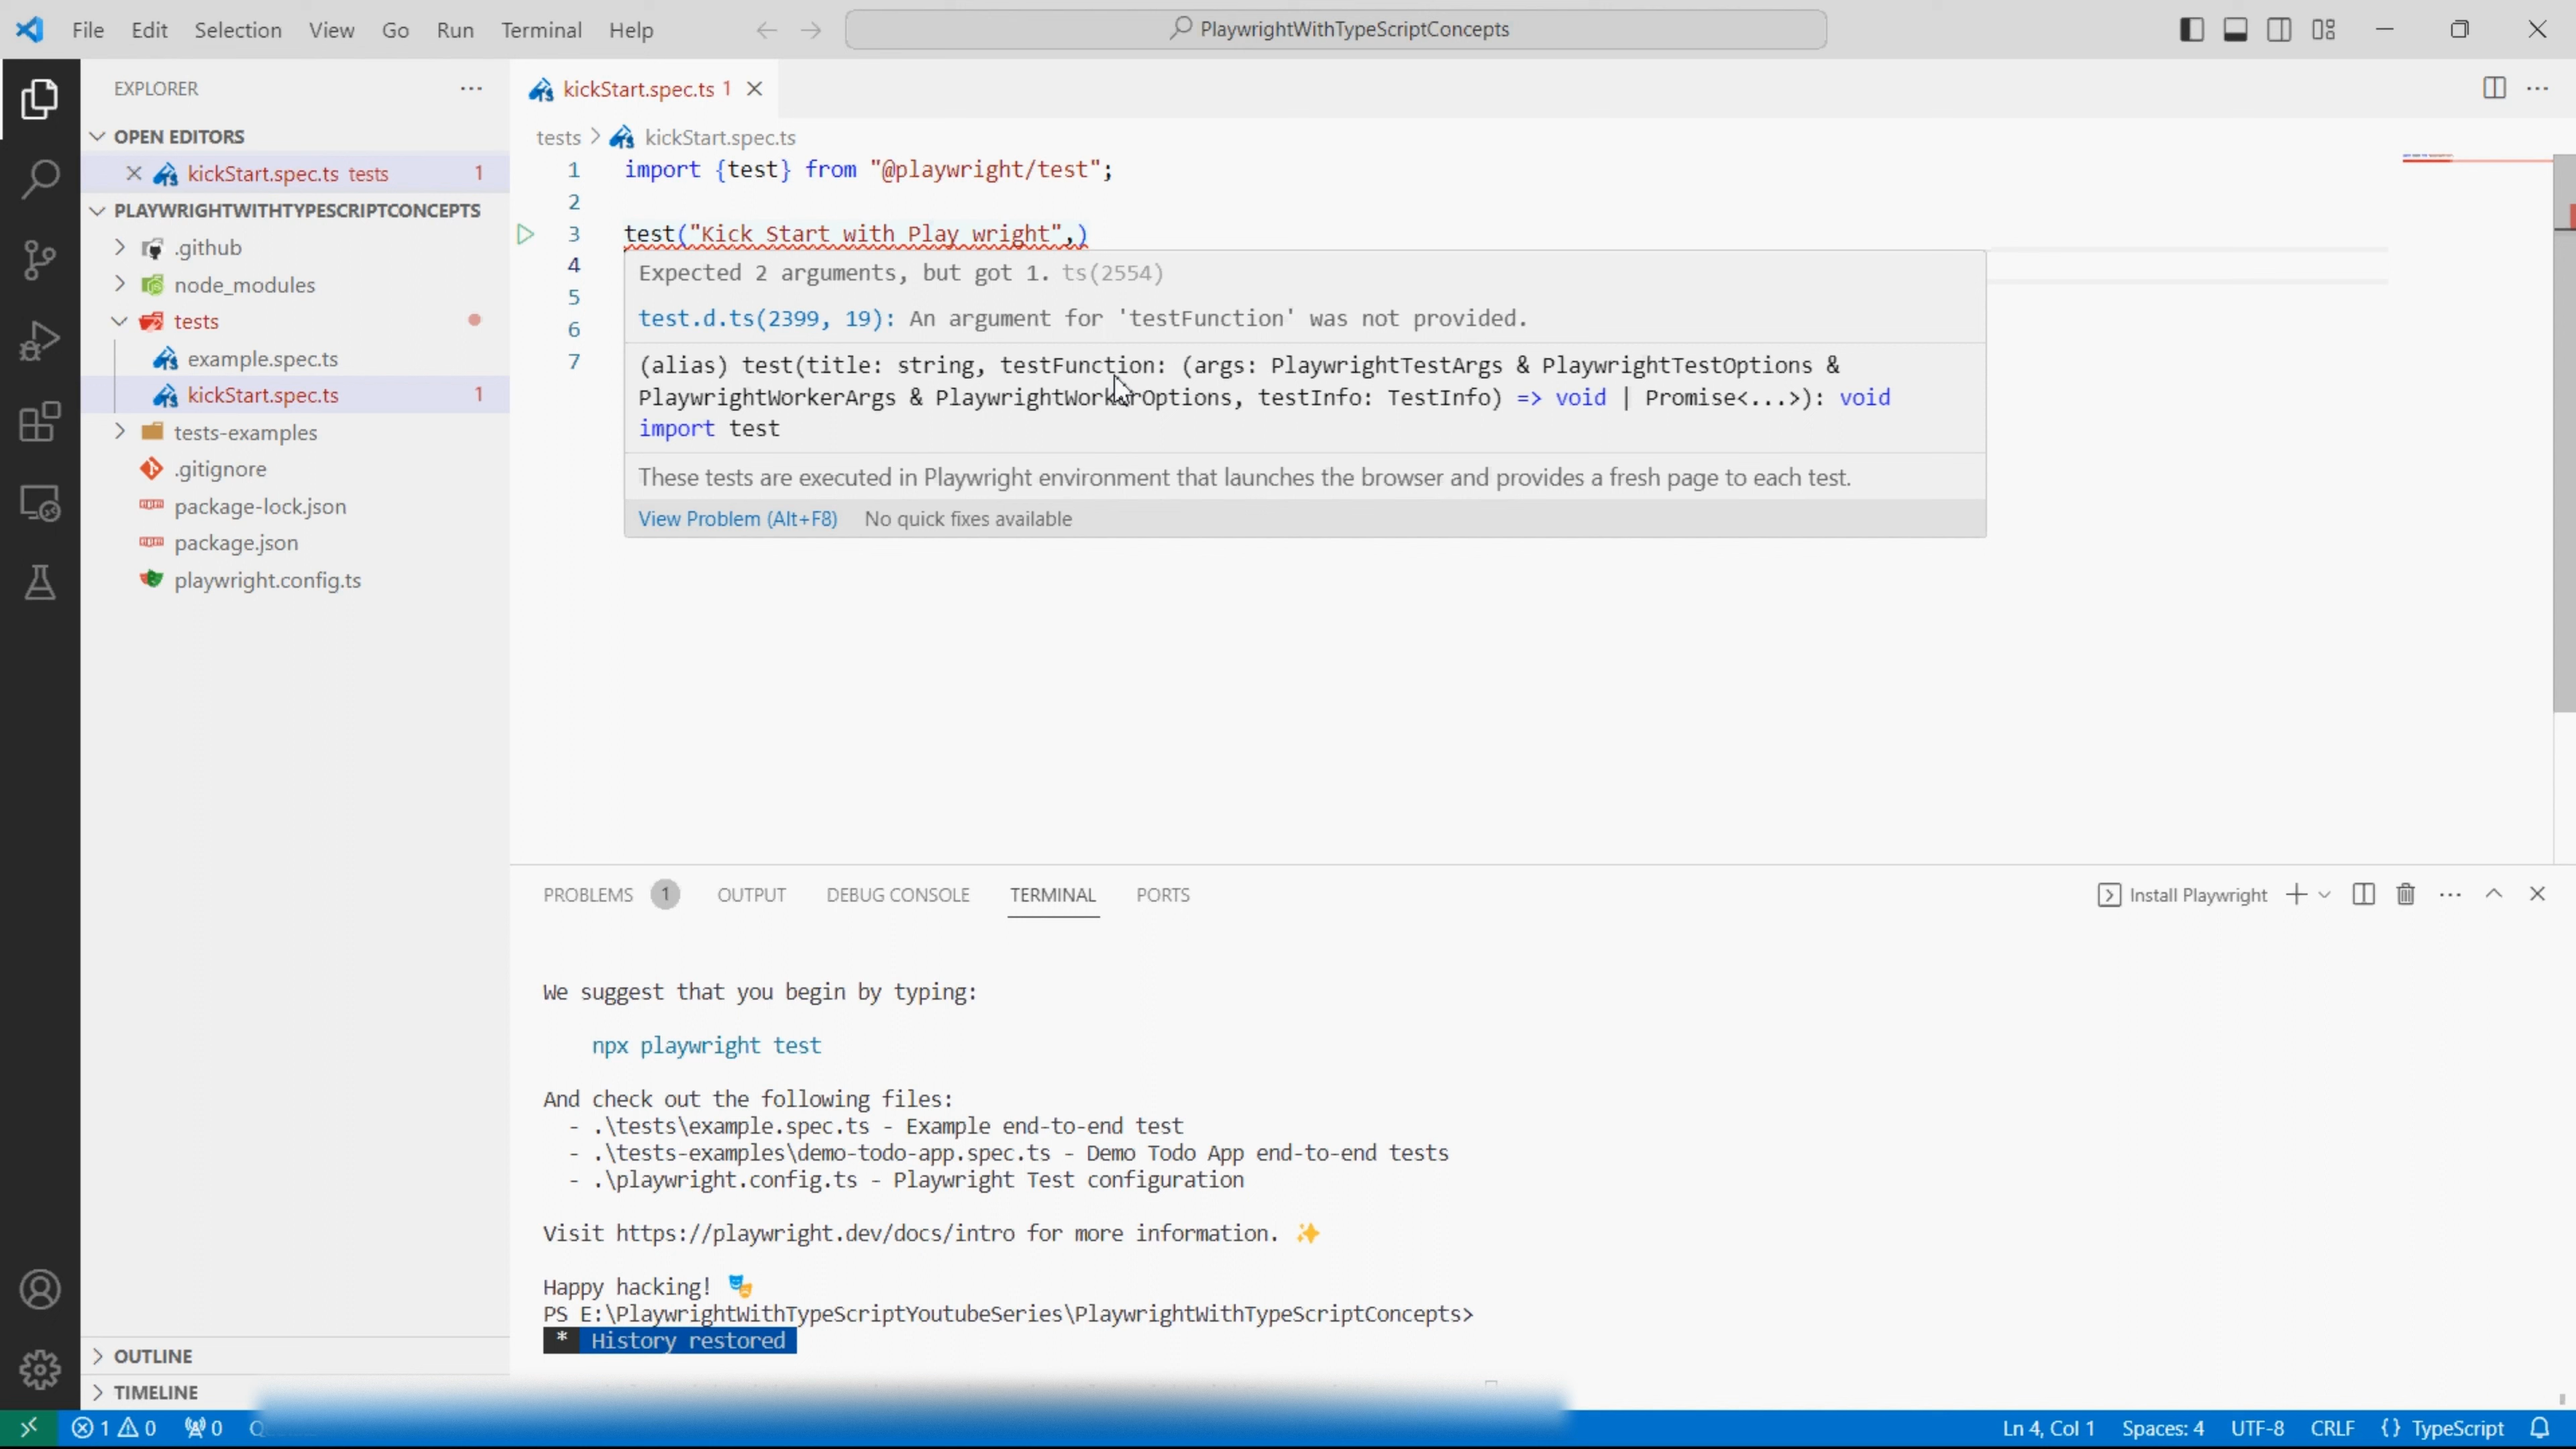 File Edit Selection View Go Run Terminal Help
PlaywrightWithTypeScriptConcepts
EXPLORER
OPEN EDITORS
kickStart.spec.ts tests 1
PLAYWRIGHTWITHTYPESCRIPTCONCEPTS
.github
node_modules
tests
example.spec.ts
kickStart.spec.ts 1
tests-examples
.gitignore
package-lock.json
package.json
playwright.config.ts
OUTLINE
TIMELINE
kickStart.spec.ts 1
tests > kickStart.spec.ts
1 import {test} from "@playwright/test";
2
3 test("Kick Start with Play wright",)
4
5
6
7
Expected 2 arguments, but got 1. ts(2554)
test.d.ts(2399, 19): An argument for 'testFunction' was not provided.
(alias) test(title: string, testFunction: (args: PlaywrightTestArgs & PlaywrightTestOptions &
PlaywrightWorkerArgs & PlaywrightWorkerOptions, testInfo: TestInfo) => void | Promise<...>): void
import test
These tests are executed in Playwright environment that launches the browser and provides a fresh page to each test.
View Problem (Alt+F8) No quick fixes available
PROBLEMS 1 OUTPUT DEBUG CONSOLE TERMINAL PORTS
Install Playwright
We suggest that you begin by typing:
npx playwright test
And check out the following files:
- .\tests\example.spec.ts - Example end-to-end test
- .\tests-examples\demo-todo-app.spec.ts - Demo Todo App end-to-end tests
- .\playwright.config.ts - Playwright Test configuration
Visit https://playwright.dev/docs/intro for more information. ✨
Happy hacking! 🎭
PS E:\PlaywrightWithTypeScriptYoutubeSeries\PlaywrightWithTypeScriptConcepts>
* History restored
1 0 0
Ln 4, Col 1 Spaces: 4 UTF-8 CRLF {} TypeScript